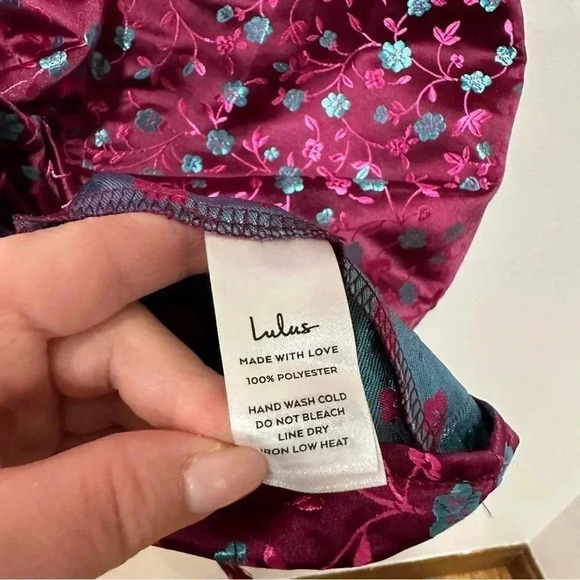 Lulus
MADE WITH LOVE
100% POLYESTER
HAND WASH COLD
DO NOT BLEACH
LINE DRY
IRON LOW HEAT